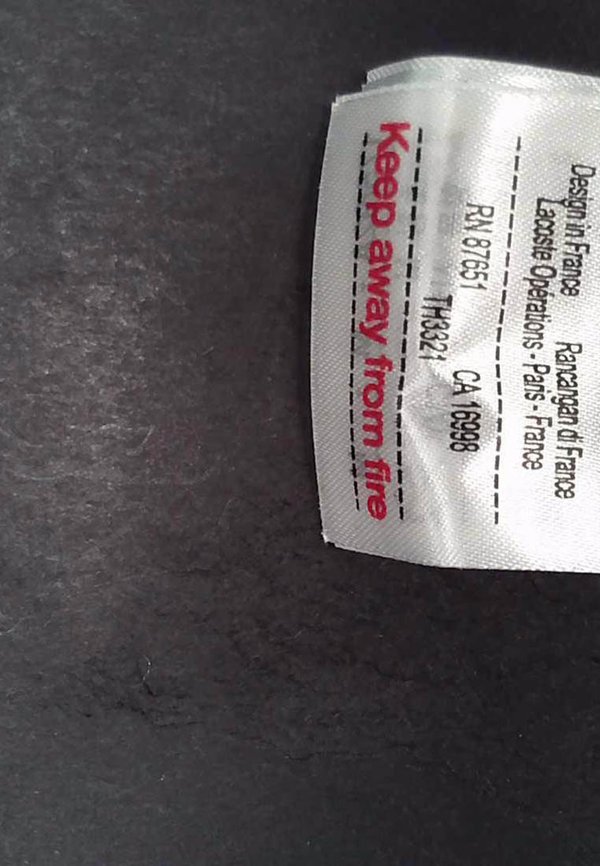 Design in France Rancangan di France
Lacoste Opérations - Paris - France
RN 87651 CA 16998
TH3321
Keep away from fire